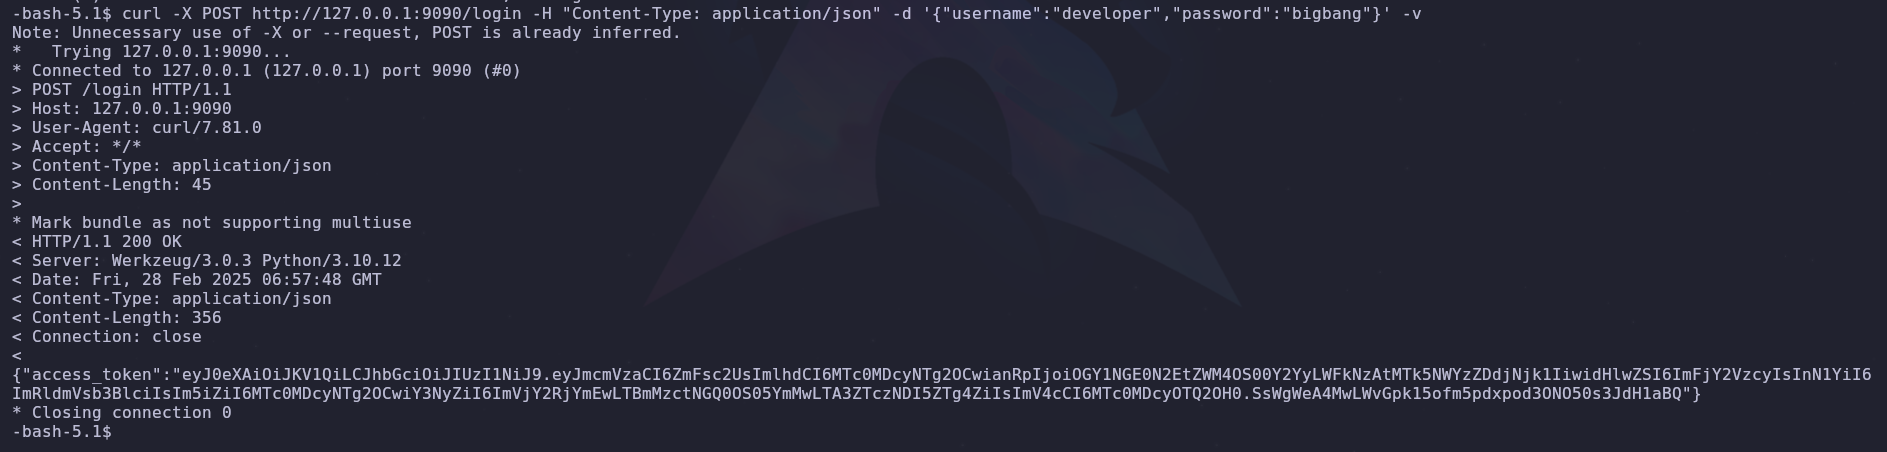 -bash-5.1$ curl -X POST http://127.0.0.1:9090/login -H "Content-Type: application/json" -d '{"username":"developer","password":"bigbang"}' -v
Note: Unnecessary use of -X or --request, POST is already inferred.
*   Trying 127.0.0.1:9090...
* Connected to 127.0.0.1 (127.0.0.1) port 9090 (#0)
> POST /login HTTP/1.1
> Host: 127.0.0.1:9090
> User-Agent: curl/7.81.0
> Accept: */*
> Content-Type: application/json
> Content-Length: 45
>
* Mark bundle as not supporting multiuse
< HTTP/1.1 200 OK
< Server: Werkzeug/3.0.3 Python/3.10.12
< Date: Fri, 28 Feb 2025 06:57:48 GMT
< Content-Type: application/json
< Content-Length: 356
< Connection: close
<
{"access_token":"eyJ0eXAiOiJKV1QiLCJhbGciOiJIUzI1NiJ9.eyJmcmVzaCI6ZmFsc2UsImlhdCI6MTc0MDcyNTg2OCwianRpIjoiOGY1NGE0N2EtZWM4OS00Y2YyLWFkNzAtMTk5NWYzZDdjNjk1IiwidHlwZSI6ImFjY2VzcyIsInN1YiI6
ImRldmVsb3BlciIsIm5iZiI6MTc0MDcyNTg2OCwiY3NyZiI6ImVjY2RjYmEwLTBmMzctNGQ0OS05YmMwLTA3ZTczNDI5ZTg4ZiIsImV4cCI6MTc0MDcyOTQ2OH0.SsWgWeA4MwLWvGpk15ofm5pdxpod3ONO50s3JdH1aBQ"}
* Closing connection 0
-bash-5.1$